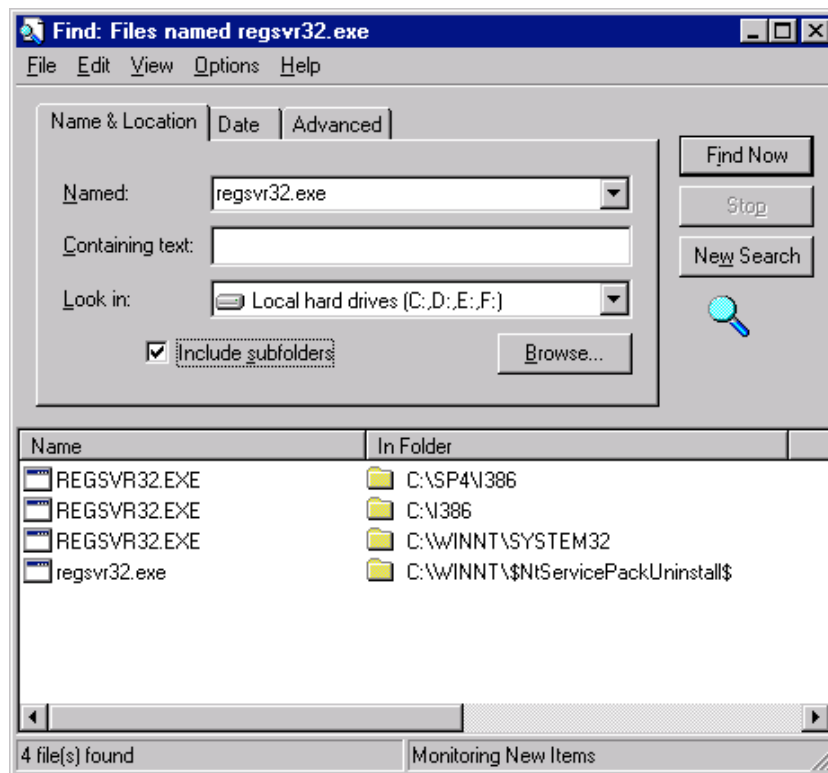 Find: Files named regsvr32.exe
File Edit View Options Help
Name & Location Date Advanced
Find Now
Named: regsvr32.exe
Stop
Containing text:
New Search
Look in: Local hard drives (C:,D:,E:,F:)
Include subfolders Browse...
Name In Folder
REGSVR32.EXE C:\SP4\I386
REGSVR32.EXE C:\I386
REGSVR32.EXE C:\WINNT\SYSTEM32
regsvr32.exe C:\WINNT\$NtServicePackUninstall$
4 file(s) found Monitoring New Items